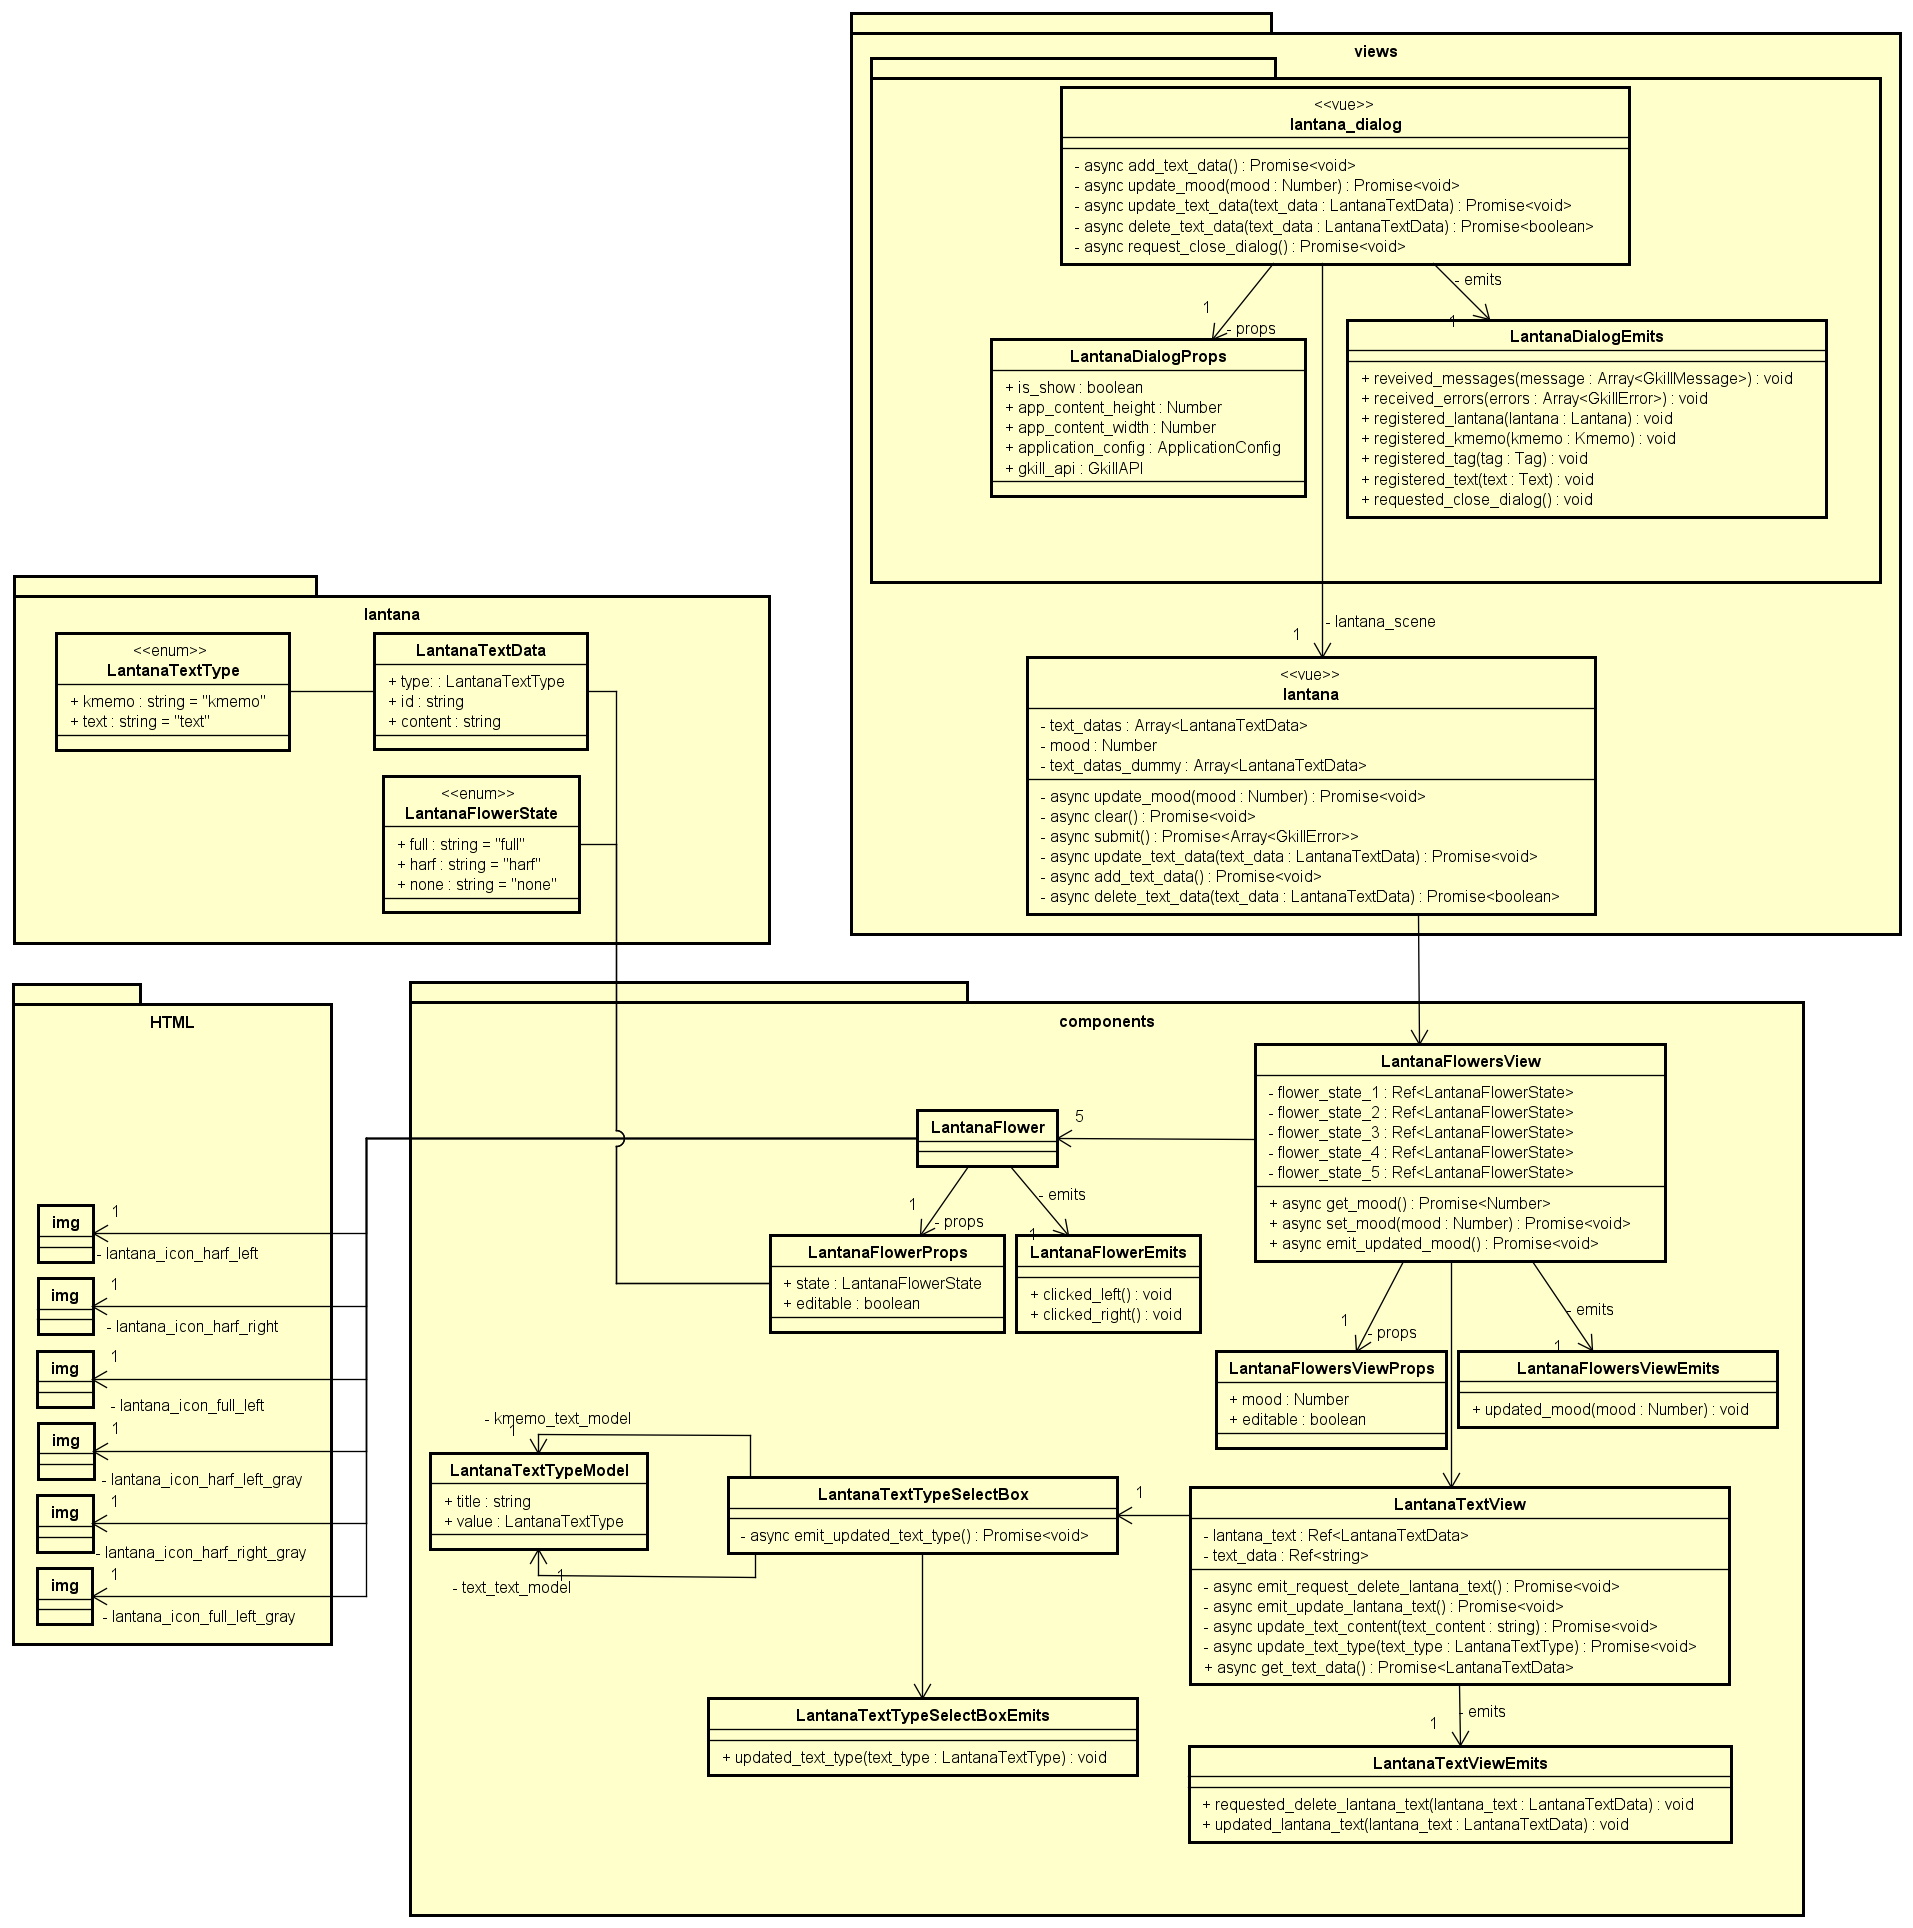 views
<<vue>>
lantana_dialog
- async add_text_data() : Promise<void>
- async update_mood(mood : Number) : Promise<void>
- async update_text_data(text_data : LantanaTextData) : Promise<void>
- async delete_text_data(text_data : LantanaTextData) : Promise<boolean>
- async request_close_dialog() : Promise<void>
- emits
1
1
- props
LantanaDialogProps
+ is_show : boolean
+ app_content_height : Number
+ app_content_width : Number
+ application_config : ApplicationConfig
+ gkill_api : GkillAPI
LantanaDialogEmits
+ reveived_messages(message : Array<GkillMessage>) : void
+ received_errors(errors : Array<GkillError>) : void
+ registered_lantana(lantana : Lantana) : void
+ registered_kmemo(kmemo : Kmemo) : void
+ registered_tag(tag : Tag) : void
+ registered_text(text : Text) : void
+ requested_close_dialog() : void
- lantana_scene
1
<<vue>>
lantana
- text_datas : Array<LantanaTextData>
- mood : Number
- text_datas_dummy : Array<LantanaTextData>
- async update_mood(mood : Number) : Promise<void>
- async clear() : Promise<void>
- async submit() : Promise<Array<GkillError>>
- async update_text_data(text_data : LantanaTextData) : Promise<void>
- async add_text_data() : Promise<void>
- async delete_text_data(text_data : LantanaTextData) : Promise<boolean>
lantana
<<enum>>
LantanaTextType
+ kmemo : string = "kmemo"
+ text : string = "text"
LantanaTextData
+ type: : LantanaTextType
+ id : string
+ content : string
<<enum>>
LantanaFlowerState
+ full : string = "full"
+ harf : string = "harf"
+ none : string = "none"
HTML
img
1
- lantana_icon_harf_left
img
1
- lantana_icon_harf_right
img
1
- lantana_icon_full_left
img
1
- lantana_icon_harf_left_gray
img
1
- lantana_icon_harf_right_gray
img
1
- lantana_icon_full_left_gray
components
LantanaFlowersView
- flower_state_1 : Ref<LantanaFlowerState>
- flower_state_2 : Ref<LantanaFlowerState>
- flower_state_3 : Ref<LantanaFlowerState>
- flower_state_4 : Ref<LantanaFlowerState>
- flower_state_5 : Ref<LantanaFlowerState>
+ async get_mood() : Promise<Number>
+ async set_mood(mood : Number) : Promise<void>
+ async emit_updated_mood() : Promise<void>
5
LantanaFlower
1
- props
- emits
1
LantanaFlowerProps
+ state : LantanaFlowerState
+ editable : boolean
LantanaFlowerEmits
+ clicked_left() : void
+ clicked_right() : void
1
- props
- emits
1
LantanaFlowersViewProps
+ mood : Number
+ editable : boolean
LantanaFlowersViewEmits
+ updated_mood(mood : Number) : void
- kmemo_text_model
1
LantanaTextTypeModel
+ title : string
+ value : LantanaTextType
1
- text_text_model
LantanaTextTypeSelectBox
- async emit_updated_text_type() : Promise<void>
1
LantanaTextView
- lantana_text : Ref<LantanaTextData>
- text_data : Ref<string>
- async emit_request_delete_lantana_text() : Promise<void>
- async emit_update_lantana_text() : Promise<void>
- async update_text_content(text_content : string) : Promise<void>
- async update_text_type(text_type : LantanaTextType) : Promise<void>
+ async get_text_data() : Promise<LantanaTextData>
LantanaTextTypeSelectBoxEmits
+ updated_text_type(text_type : LantanaTextType) : void
- emits
1
LantanaTextViewEmits
+ requested_delete_lantana_text(lantana_text : LantanaTextData) : void
+ updated_lantana_text(lantana_text : LantanaTextData) : void